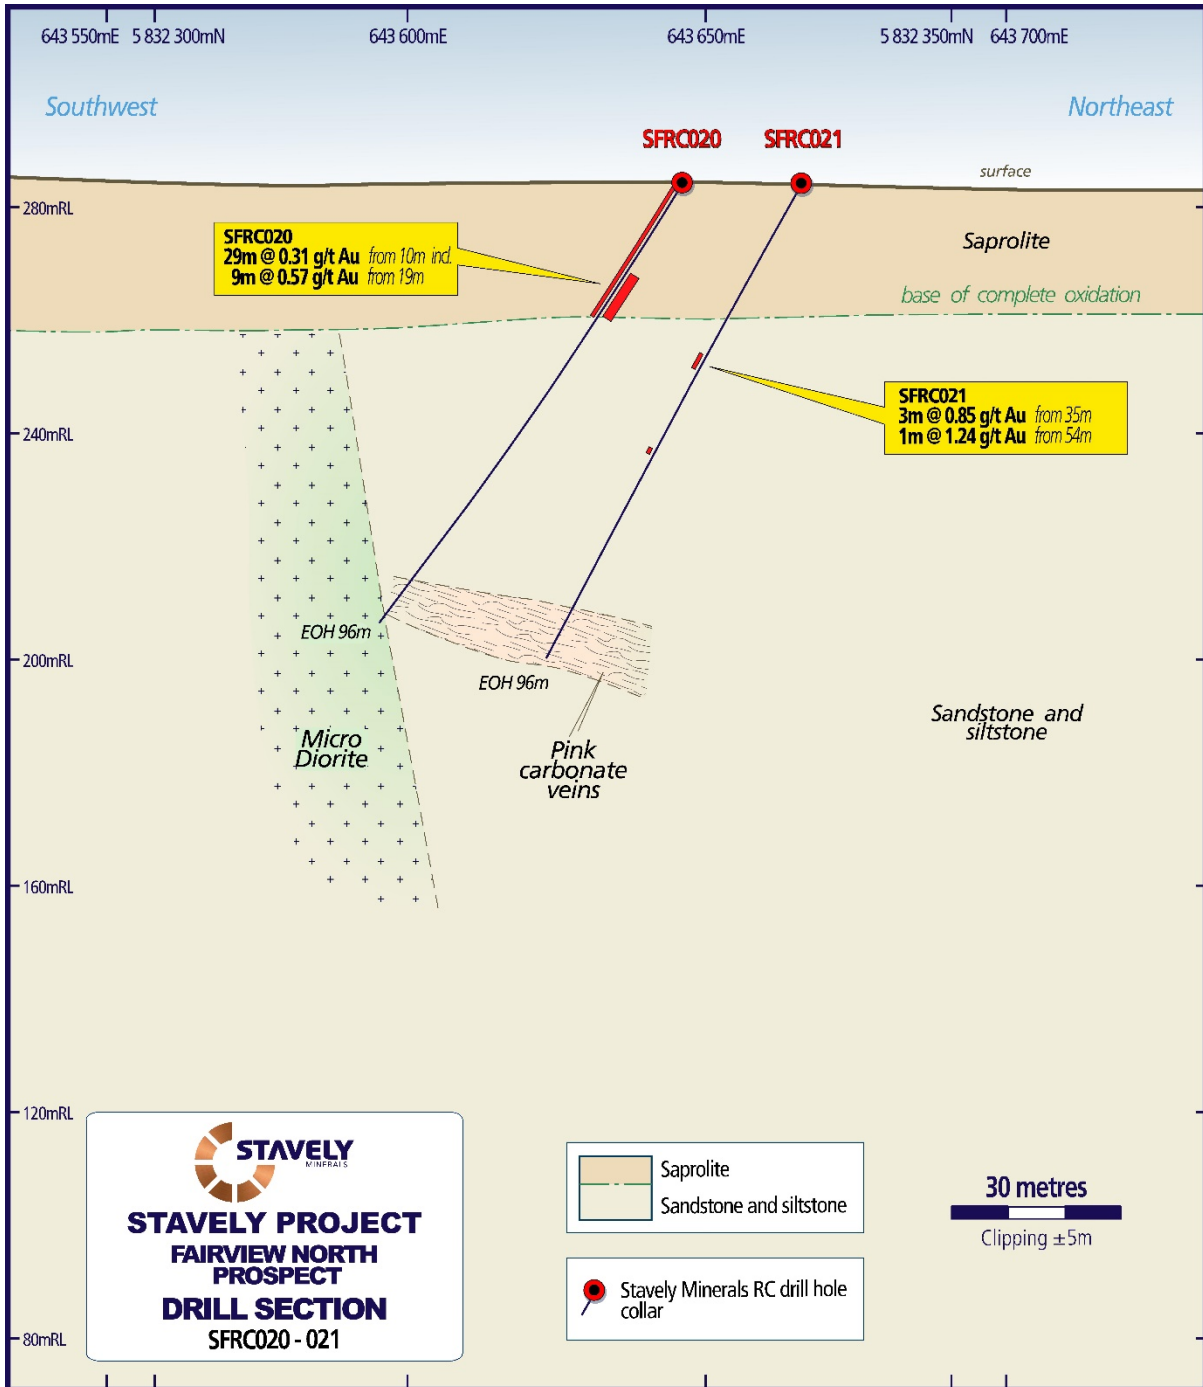 643 550mE 5 832 300mN 643 600mE 643 650mE 5 832 350mN 643 700mE
Southwest
Northeast
SFRC020 SFRC021
surface
280mRL
Saprolite
SFRC020
29m @ 0.31 g/t Au from 10m incl.
9m @ 0.57 g/t Au from 19m
base of complete oxidation
SFRC021
3m @ 0.85 g/t Au from 35m
1m @ 1.24 g/t Au from 54m
240mRL
EOH 96m
200mRL
EOH 96m
Sandstone and
siltstone
Micro
Diorite
Pink
carbonate
veins
160mRL
120mRL
STAVELY
MINERALS
STAVELY PROJECT
FAIRVIEW NORTH
PROSPECT
DRILL SECTION
SFRC020 - 021
Saprolite
Sandstone and siltstone
Stavely Minerals RC drill hole
collar
30 metres
Clipping ±5m
80mRL